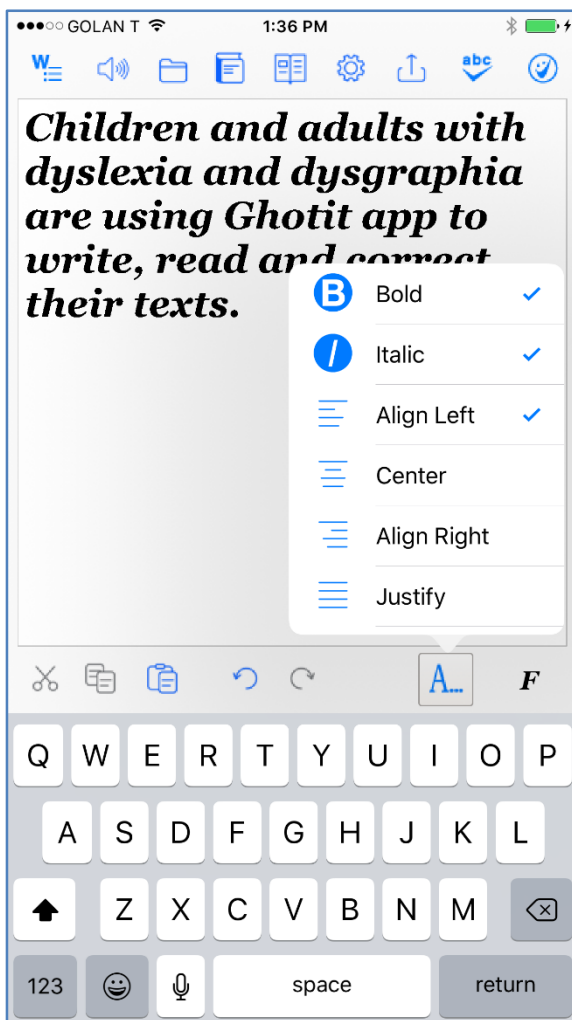 GOLAN T 1:36 PM
W abc
Children and adults with
dyslexia and dysgraphia
are using Ghotit app to
write, read and correct
their texts.
B Bold
I Italic
Align Left
Center
Align Right
Justify
A... F
Q W E R T Y U I O P
A S D F G H J K L
Z X C V B N M
123 space return